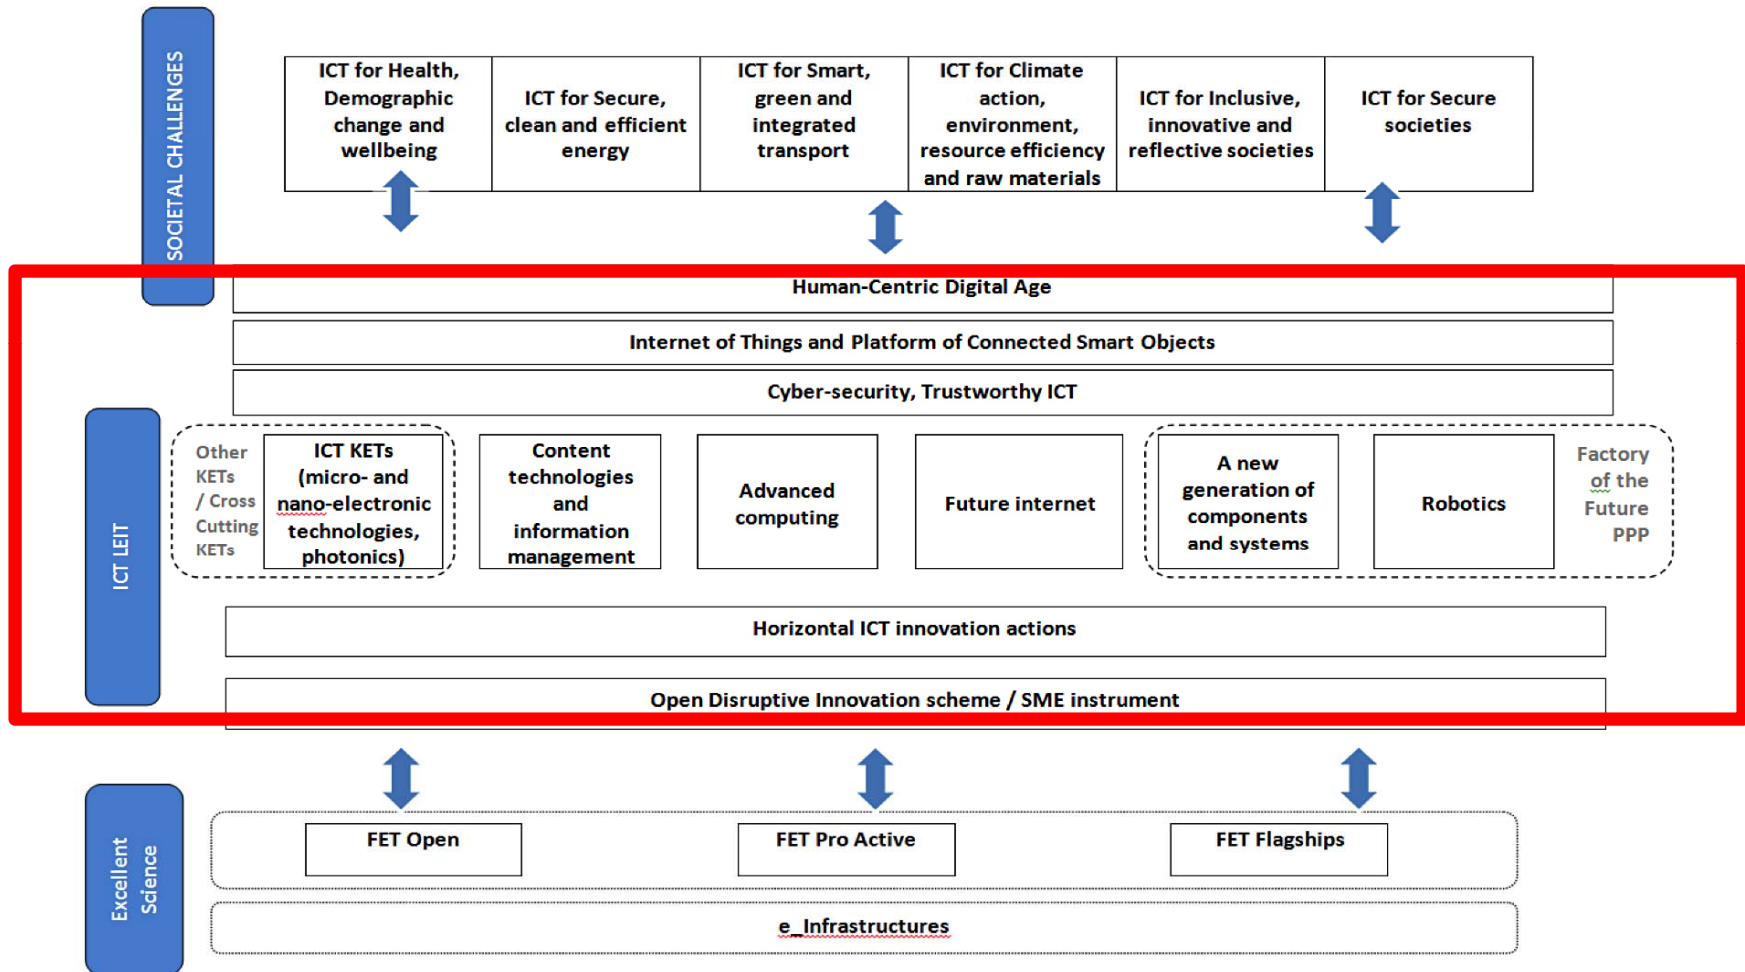 SOCIETAL CHALLENGES
ICT for Health,
Demographic
change and
wellbeing
ICT for Secure,
clean and efficient
energy
ICT for Smart,
green and
integrated
transport
ICT for Climate
action,
environment,
resource efficiency
and raw materials
ICT for Inclusive,
innovative and
reflective societies
ICT for Secure
societies
Human-Centric Digital Age
Internet of Things and Platform of Connected Smart Objects
Cyber-security, Trustworthy ICT
ICT LEIT
Other
KETs
/ Cross
Cutting
KETs
ICT KETs
(micro- and
nano-electronic
technologies,
photonics)
Content
technologies
and
information
management
Advanced
computing
Future internet
A new
generation of
components
and systems
Robotics
Factory
of the
Future
PPP
Horizontal ICT innovation actions
Open Disruptive Innovation scheme / SME instrument
Excellent
Science
FET Open
FET Pro Active
FET Flagships
e_Infrastructures